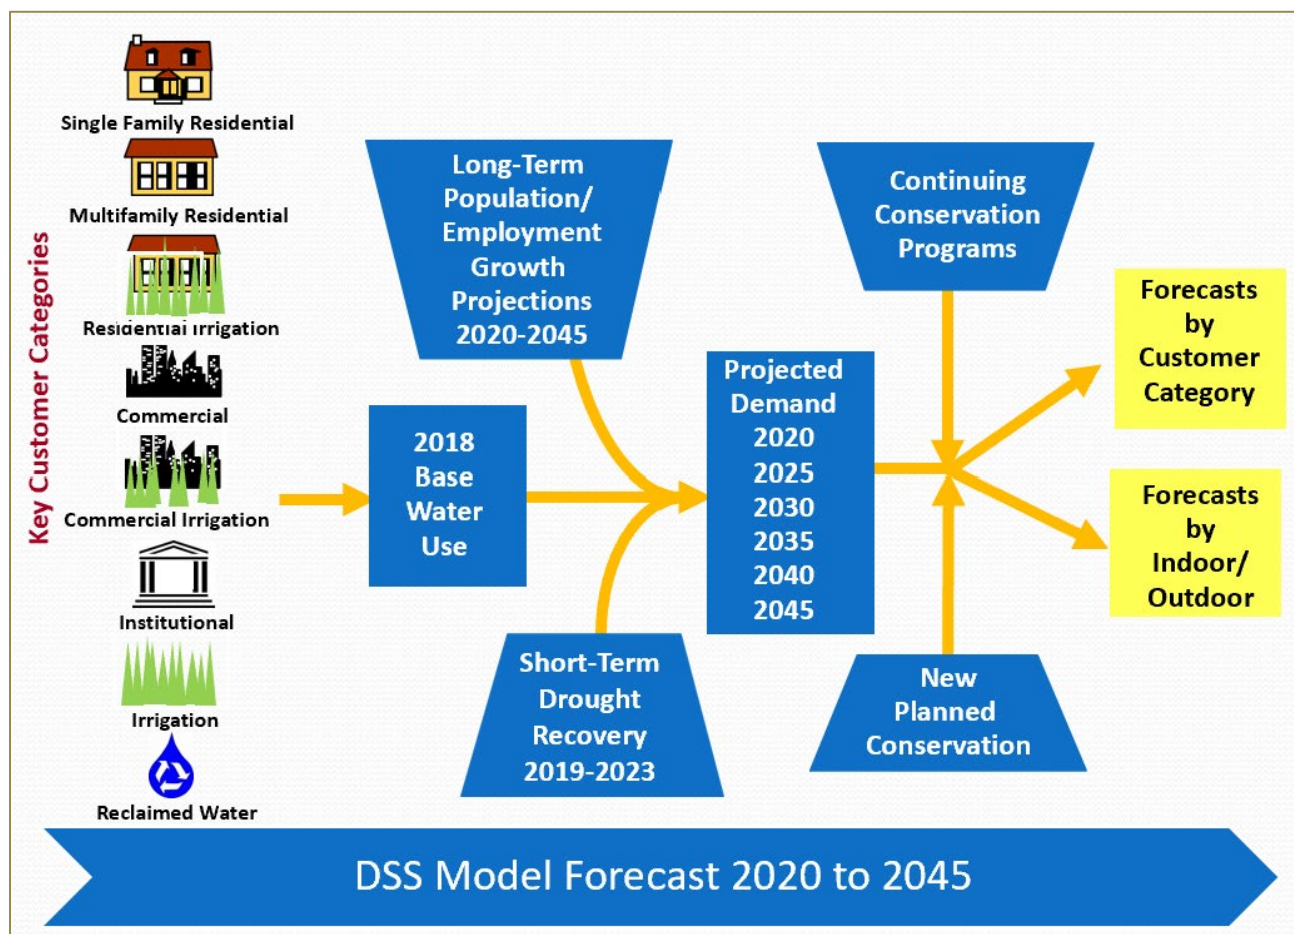 Key Customer Categories
Single Family Residential
Multifamily Residential
Residential Irrigation
Commercial
Commercial Irrigation
Institutional
Irrigation
Reclaimed Water
2018
Base
Water
Use
Long-Term
Population/
Employment
Growth
Projections
2020-2045
Short-Term
Drought
Recovery
2019-2023
Projected
Demand
2020
2025
2030
2035
2040
2045
Continuing
Conservation
Programs
New
Planned
Conservation
Forecasts
by
Customer
Category
Forecasts
by
Indoor/
Outdoor
DSS Model Forecast 2020 to 2045